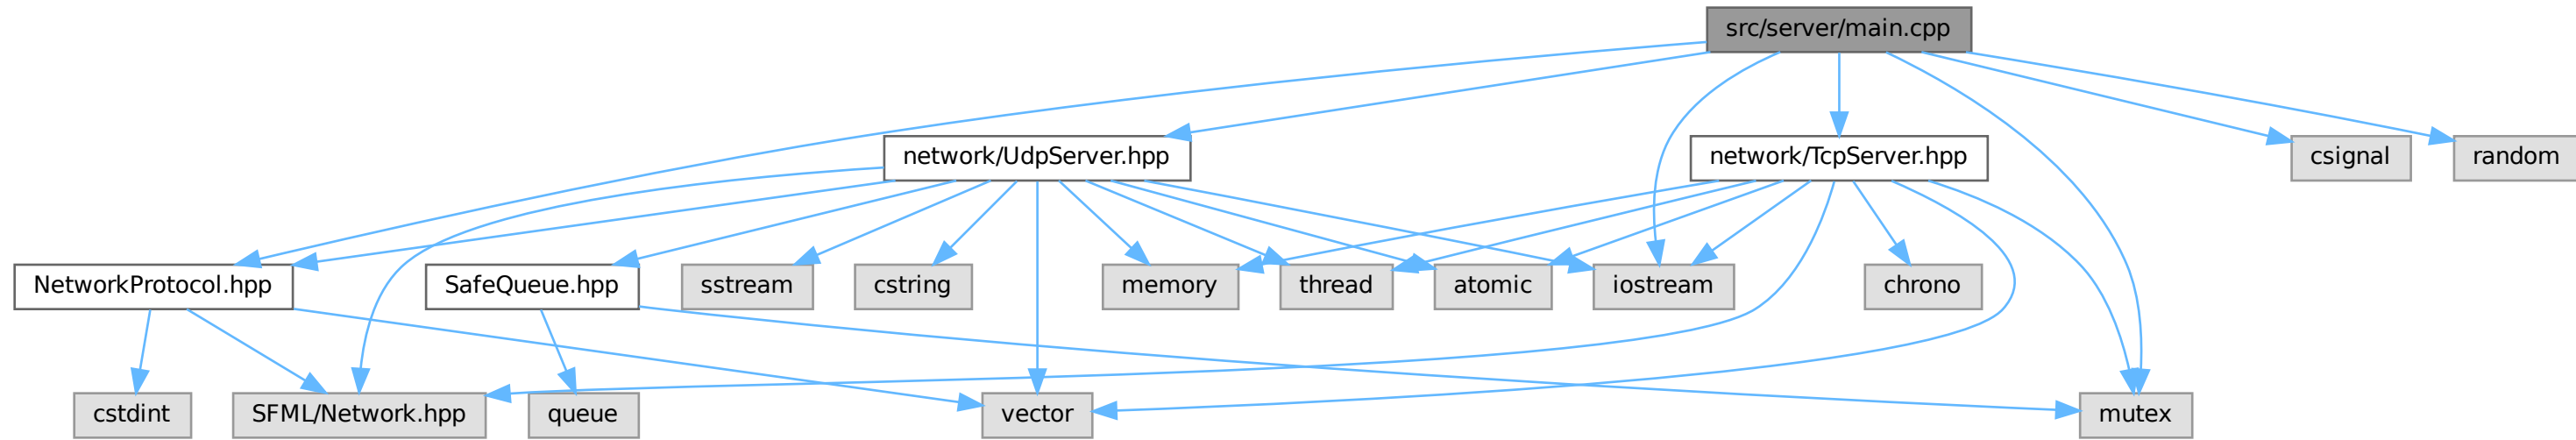 src/server/main.cpp
network/UdpServer.hpp
network/TcpServer.hpp
csignal
random
NetworkProtocol.hpp
SafeQueue.hpp
sstream
cstring
memory
thread
atomic
iostream
chrono
cstdint
SFML/Network.hpp
queue
vector
mutex